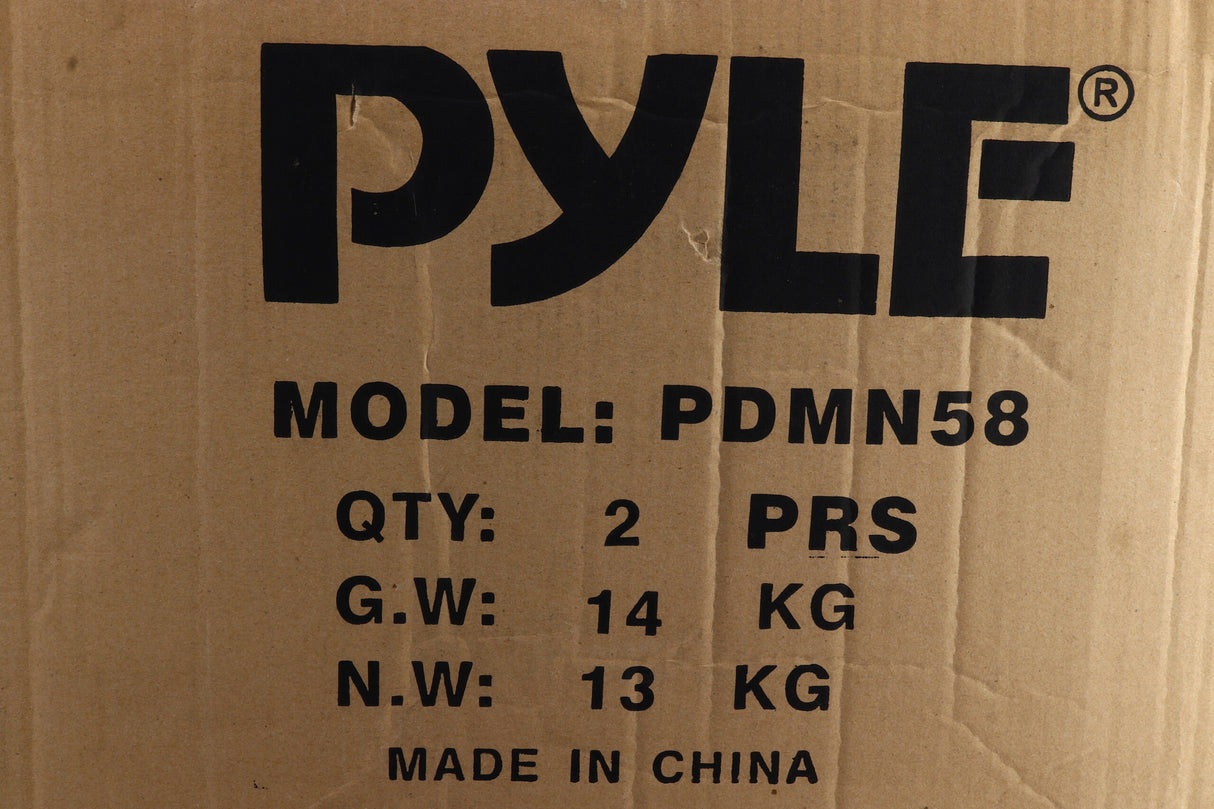 PYLE®
MODEL: PDMN58
QTY: 2 PRS
G.W: 14 KG
N.W: 13 KG
MADE IN CHINA